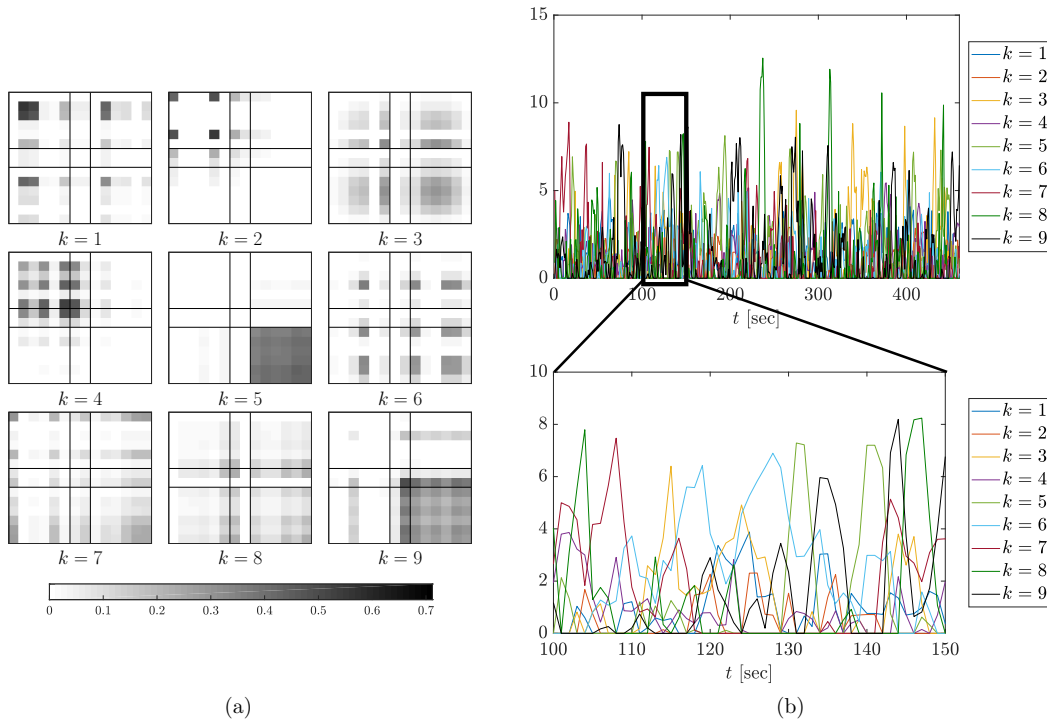 k = 1
k = 2
k = 3
k = 4
k = 5
k = 6
k = 7
k = 8
k = 9
0 0.1 0.2 0.3 0.4 0.5 0.6 0.7
(a)
15
10
5
0
0 100 200 300 400
t [sec]
k = 1
k = 2
k = 3
k = 4
k = 5
k = 6
k = 7
k = 8
k = 9
10
8
6
4
2
0
100 110 120 130 140 150
t [sec]
k = 1
k = 2
k = 3
k = 4
k = 5
k = 6
k = 7
k = 8
k = 9
(b)